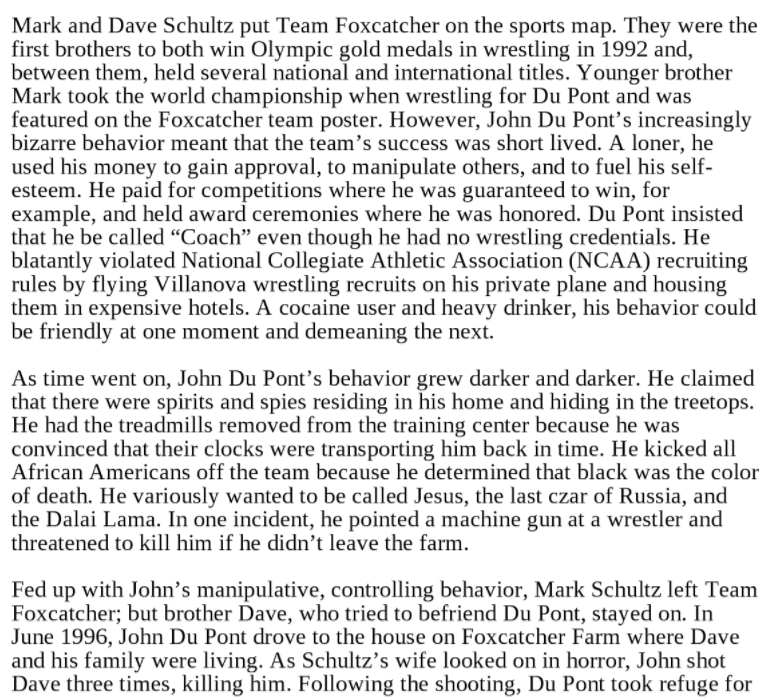 Mark and Dave Schultz put Team Foxcatcher on the sports map. They were the
first brothers to both win Olympic gold medals in wrestling in 1992 and,
between them, held several national and international titles. Younger brother
Mark took the world championship when wrestling for Du Pont and was
featured on the Foxcatcher team poster. However, John Du Pont’s increasingly
bizarre behavior meant that the team’s success was short lived. A loner, he
used his money to gain approval, to manipulate others, and to fuel his self-
esteem. He paid for competitions where he was guaranteed to win, for
example, and held award ceremonies where he was honored. Du Pont insisted
that he be called “Coach” even though he had no wrestling credentials. He
blatantly violated National Collegiate Athletic Association (NCAA) recruiting
rules by flying Villanova wrestling recruits on his private plane and housing
them in expensive hotels. A cocaine user and heavy drinker, his behavior could
be friendly at one moment and demeaning the next.

As time went on, John Du Pont’s behavior grew darker and darker. He claimed
that there were spirits and spies residing in his home and hiding in the treetops.
He had the treadmills removed from the training center because he was
convinced that their clocks were transporting him back in time. He kicked all
African Americans off the team because he determined that black was the color
of death. He variously wanted to be called Jesus, the last czar of Russia, and
the Dalai Lama. In one incident, he pointed a machine gun at a wrestler and
threatened to kill him if he didn’t leave the farm.

Fed up with John’s manipulative, controlling behavior, Mark Schultz left Team
Foxcatcher; but brother Dave, who tried to befriend Du Pont, stayed on. In
June 1996, John Du Pont drove to the house on Foxcatcher Farm where Dave
and his family were living. As Schultz’s wife looked on in horror, John shot
Dave three times, killing him. Following the shooting, Du Pont took refuge for